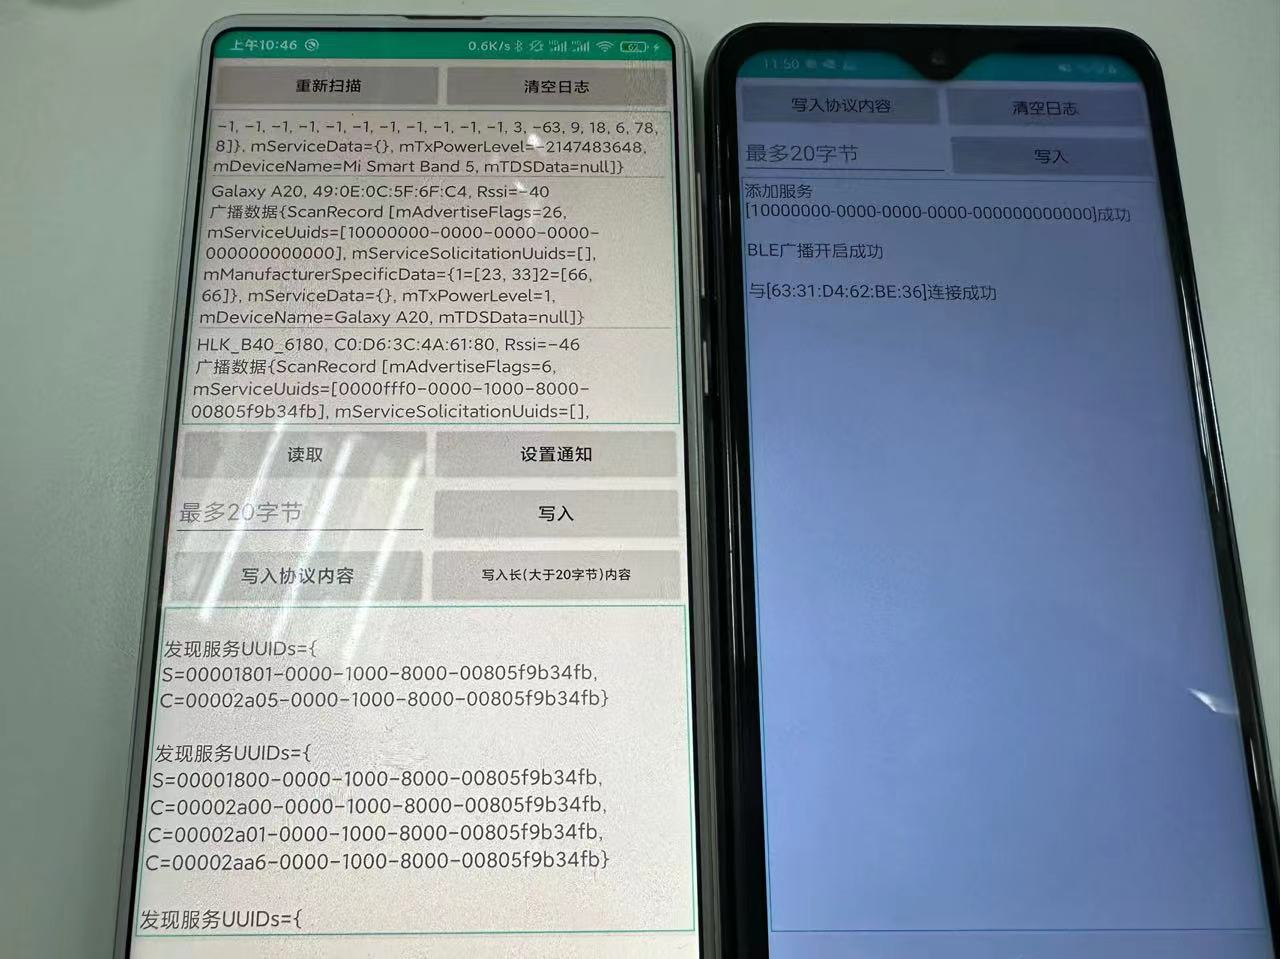 上午10:46
0.6K/s
重新扫描
清空日志
-1, -1, -1, -1, -1, -1, -1, -1, -1, -1, -1, 3, -63, 9, 18, 6, 78,
8]}, mServiceData={}, mTxPowerLevel=-2147483648,
mDeviceName=Mi Smart Band 5, mTDSData=null]}
Galaxy A20, 49:0E:0C:5F:6F:C4, Rssi=-40
广播数据{ScanRecord [mAdvertiseFlags=26,
mServiceUuids=[10000000-0000-0000-0000-
000000000000], mServiceSolicitationUuids=[],
mManufacturerSpecificData={1=[23, 33]2=[66,
66]}, mServiceData={}, mTxPowerLevel=1,
mDeviceName=Galaxy A20, mTDSData=null]}
HLK_B40_6180, C0:D6:3C:4A:61:80, Rssi=-46
广播数据{ScanRecord [mAdvertiseFlags=6,
mServiceUuids=[0000fff0-0000-1000-8000-
00805f9b34fb], mServiceSolicitationUuids=[],
读取
设置通知
最多20字节
写入
写入协议内容
写入长(大于20字节)内容
发现服务UUIDs={
S=00001801-0000-1000-8000-00805f9b34fb,
C=00002a05-0000-1000-8000-00805f9b34fb}
发现服务UUIDs={
S=00001800-0000-1000-8000-00805f9b34fb,
C=00002a00-0000-1000-8000-00805f9b34fb,
C=00002a01-0000-1000-8000-00805f9b34fb,
C=00002aa6-0000-1000-8000-00805f9b34fb}
发现服务UUIDs={
11:50
写入协议内容
清空日志
最多20字节
写入
添加服务
[10000000-0000-0000-0000-000000000000]成功
BLE广播开启成功
与[63:31:D4:62:BE:36]连接成功